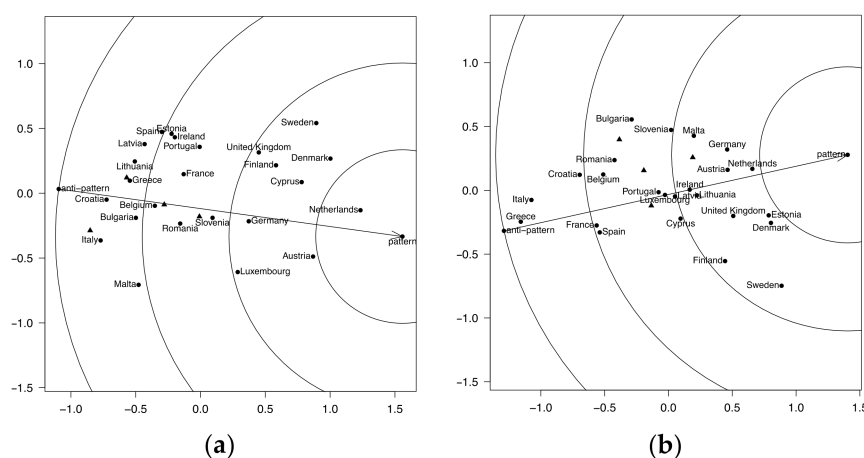 1.0
0.5
0.0
−0.5
−1.0
−1.5
−1.0 −0.5 0.0 0.5 1.0 1.5
Sweden
Spain Estonia
Ireland
Latvia
Portugal
United Kingdom
Lithuania
Finland
Denmark
Greece
France
Cyprus
anti−pattern
Croatia
Belgium
Netherlands
Bulgaria
Romania
Slovenia
Germany
pattern
Italy
Austria
Luxembourg
Malta
(a)
1.0
0.5
0.0
−0.5
−1.0
−1.5
−1.0 −0.5 0.0 0.5 1.0 1.5
Bulgaria
Slovenia
Malta
Germany
pattern
Romania
Netherlands
Austria
Croatia
Belgium
Ireland
Portugal
Latvia
Lithuania
Luxembourg
Italy
United Kingdom
Estonia
Greece
Cyprus
Denmark
anti−pattern
France
Spain
Finland
Sweden
(b)